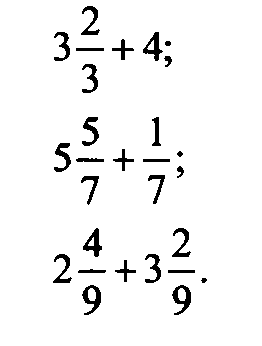 3 2/3 + 4;
5 5/7 + 1/7;
2 4/9 + 3 2/9.